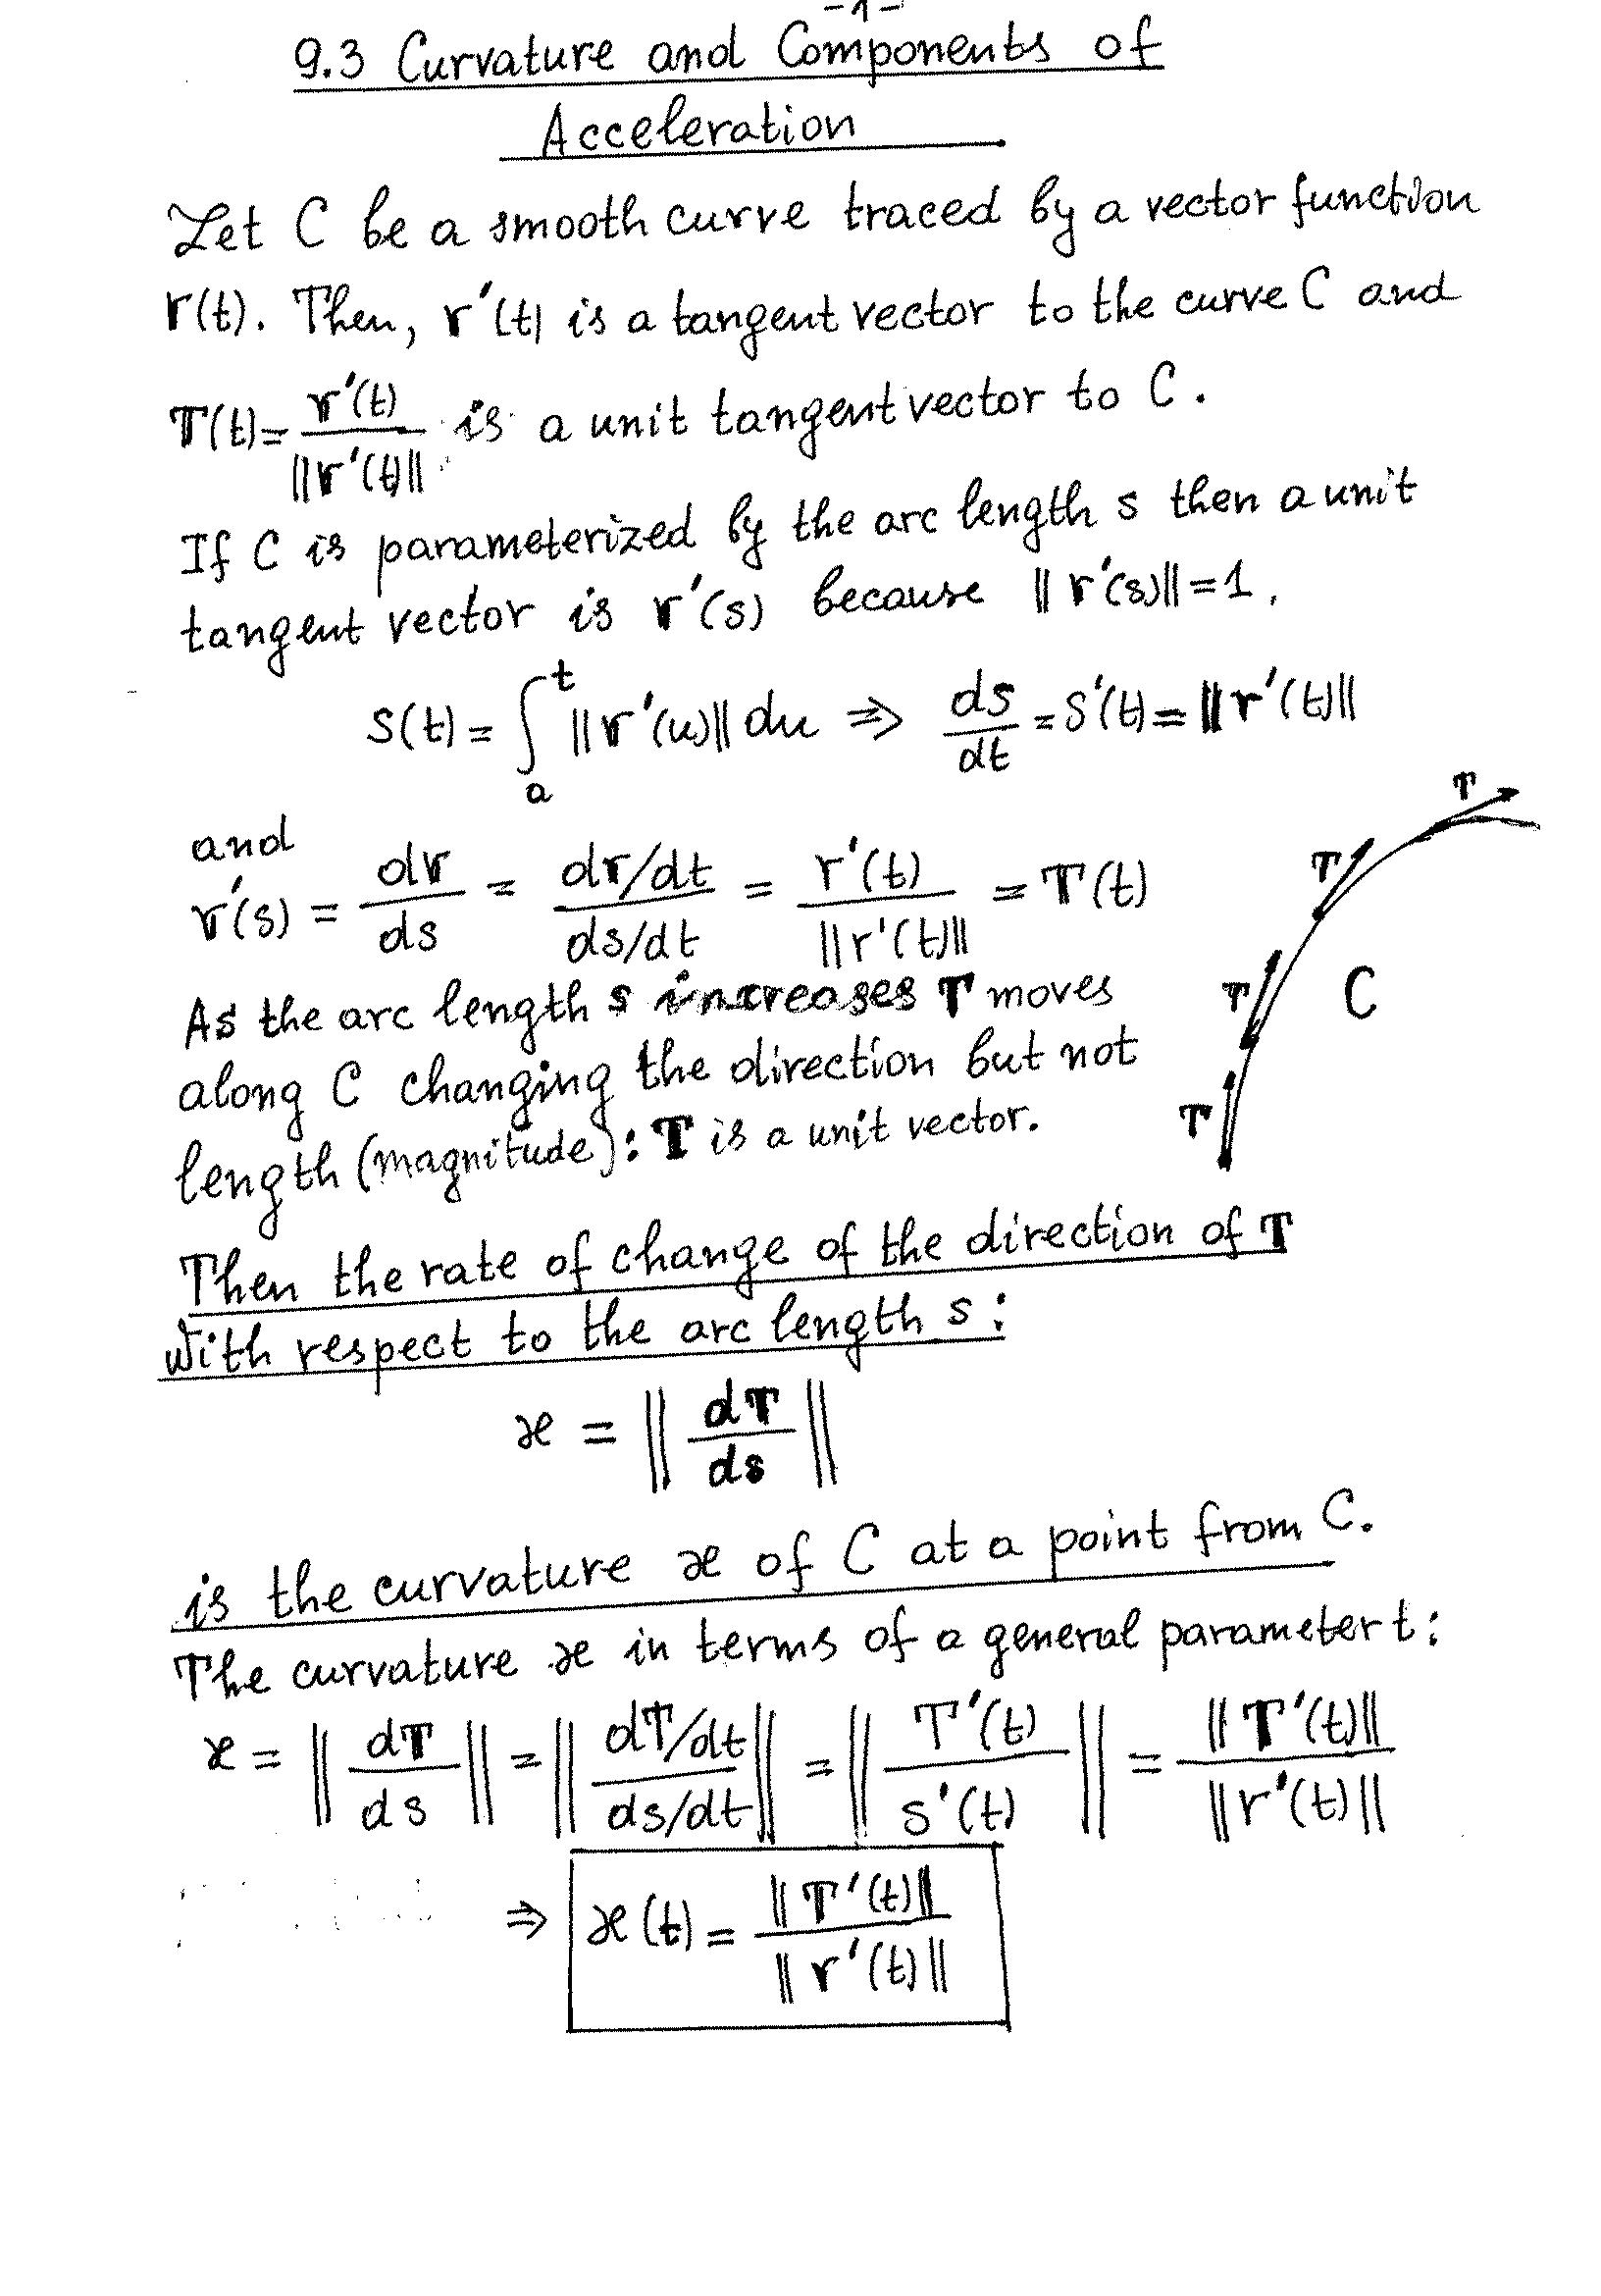 -1-
9.3 Curvature and Components of
Acceleration
Let C be a smooth curve traced by a vector function
r(t). Then, r'(t) is a tangent vector to the curve C and
T(t) = r'(t) / ||r'(t)|| is a unit tangent vector to C.
If C is parameterized by the arc length s then a unit
tangent vector is r'(s) because || r'(s)|| = 1.
s(t) = ∫_a^t ||r'(u)|| du ⇒ ds/dt = s'(t) = ||r'(t)||
and
r'(s) = dr/ds = (dr/dt)/(ds/dt) = r'(t)/||r'(t)|| = T(t)
As the arc length s increases T moves
along C changing the direction but not
length (magnitude): T is a unit vector.
T
T
T
C
T
Then the rate of change of the direction of T
with respect to the arc length s:
ϰ = || dT/ds ||
is the curvature ϰ of C at a point from C.
The curvature ϰ in terms of a general parameter t:
ϰ = || dT/ds || = || (dT/dt)/(ds/dt) || = || T'(t)/s'(t) || = ||T'(t)||/||r'(t)||
⇒ ϰ(t) = ||T'(t)||/||r'(t)||